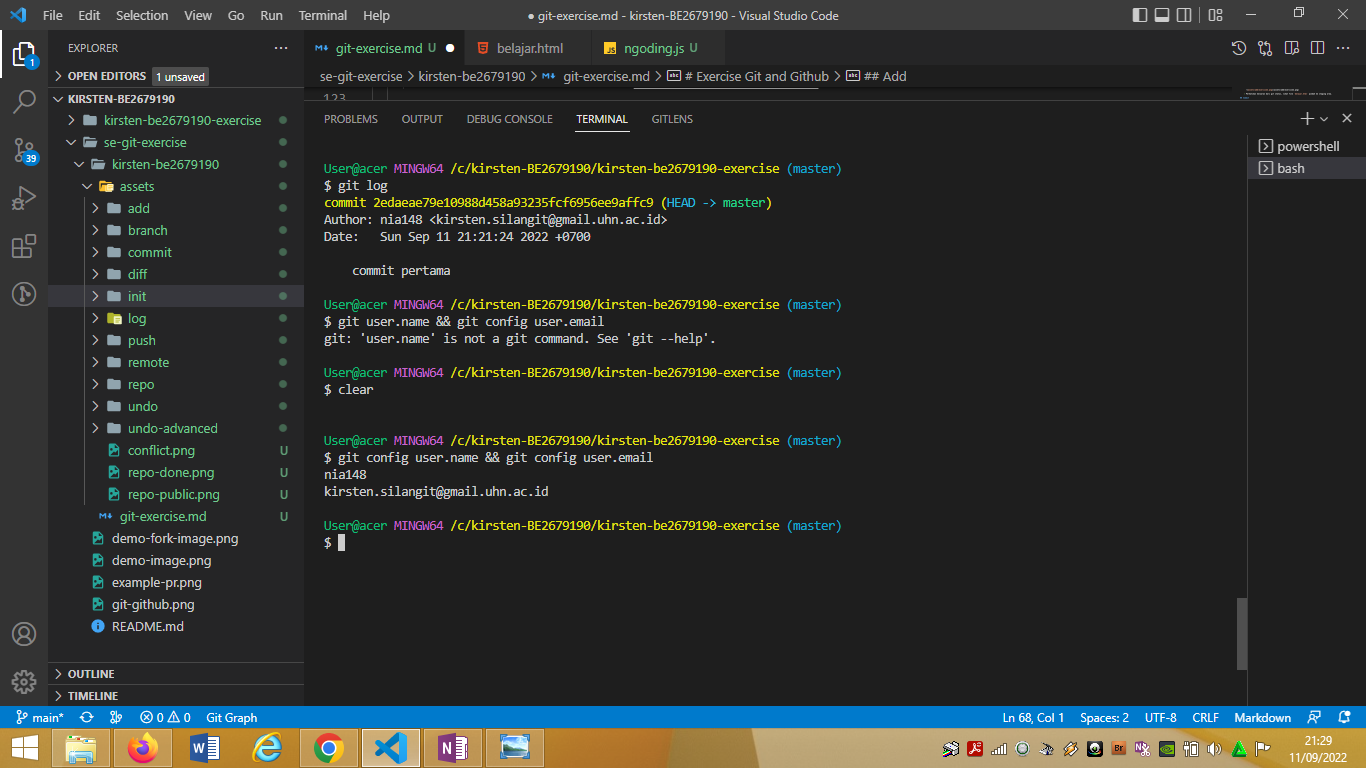 File Edit Selection View Go Run Terminal Help
● git-exercise.md - kirsten-BE2679190 - Visual Studio Code
EXPLORER
OPEN EDITORS 1 unsaved
KIRSTEN-BE2679190
kirsten-be2679190-exercise
se-git-exercise
kirsten-be2679190
assets
add
branch
commit
diff
init
log
push
remote
repo
undo
undo-advanced
conflict.png U
repo-done.png U
repo-public.png U
git-exercise.md U
demo-fork-image.png
demo-image.png
example-pr.png
git-github.png
README.md
OUTLINE
TIMELINE
1
39
git-exercise.md U ●
belajar.html
JS ngoding.js U
se-git-exercise > kirsten-be2679190 > git-exercise.md > # Exercise Git and Github > ## Add
123
PROBLEMS OUTPUT DEBUG CONSOLE TERMINAL GITLENS
User@acer MINGW64 /c/kirsten-BE2679190/kirsten-be2679190-exercise (master)
$ git log
commit 2edaeae79e10988d458a93235fcf6956ee9affc9 (HEAD -> master)
Author: nia148 <kirsten.silangit@gmail.uhn.ac.id>
Date:   Sun Sep 11 21:21:24 2022 +0700
    commit pertama
User@acer MINGW64 /c/kirsten-BE2679190/kirsten-be2679190-exercise (master)
$ git user.name && git config user.email
git: 'user.name' is not a git command. See 'git --help'.
User@acer MINGW64 /c/kirsten-BE2679190/kirsten-be2679190-exercise (master)
$ clear
User@acer MINGW64 /c/kirsten-BE2679190/kirsten-be2679190-exercise (master)
$ git config user.name && git config user.email
nia148
kirsten.silangit@gmail.uhn.ac.id
User@acer MINGW64 /c/kirsten-BE2679190/kirsten-be2679190-exercise (master)
$
powershell
bash
main* 0 0 Git Graph
Ln 68, Col 1 Spaces: 2 UTF-8 CRLF Markdown
21:29
11/09/2022